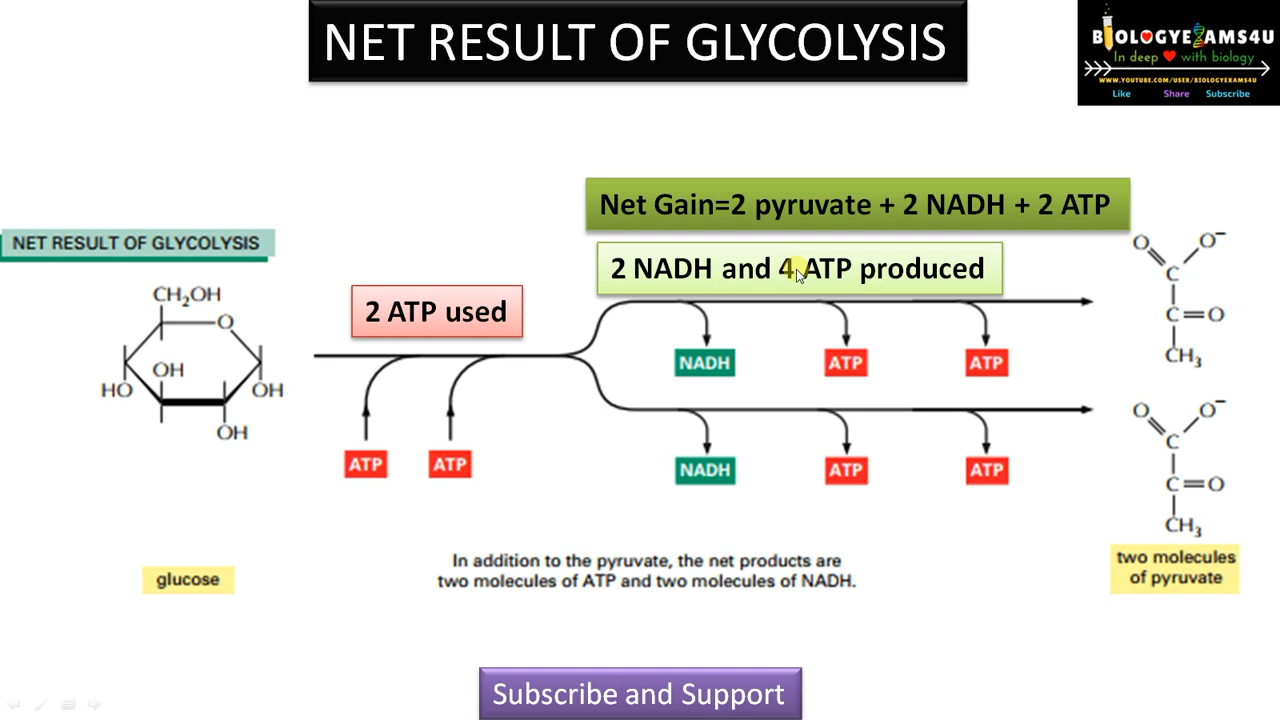 NET RESULT OF GLYCOLYSIS
BIOLOGYEXAMS4U
In deep with biology
WWW.YOUTUBE.COM/USER/BIOLOGYEXAMS4U
Like Share Subscribe
Net Gain=2 pyruvate + 2 NADH + 2 ATP
NET RESULT OF GLYCOLYSIS
2 NADH and 4 ATP produced
2 ATP used
CH₂OH
O
OH
HO
OH
OH
ATP
ATP
NADH
ATP
ATP
NADH
ATP
ATP
O
O⁻
C
C=O
CH₃
O
O⁻
C
C=O
CH₃
glucose
In addition to the pyruvate, the net products are
two molecules of ATP and two molecules of NADH.
two molecules
of pyruvate
Subscribe and Support